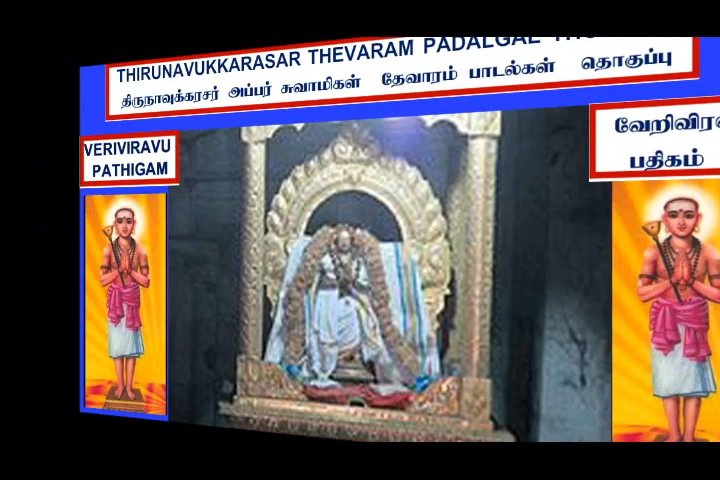 THIRUNAVUKKARASAR THEVARAM PADALGAL
திருநாவுக்கரசர் அப்பர் சுவாமிகள் தேவாரம் பாடல்கள் தொகுப்பு
VERIVIRAVU
PATHIGAM
பதிகம்